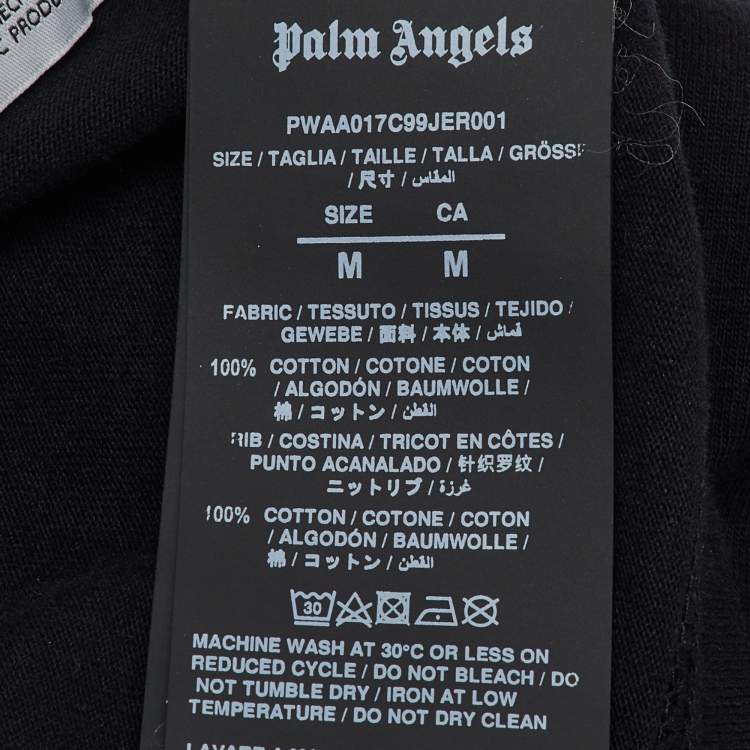 PRODU
Palm Angels
PWAA017C99JER001
SIZE / TAGLIA / TAILLE / TALLA / GRÖSSE
/ 尺寸 / المقاس
SIZE CA
M M
FABRIC / TESSUTO / TISSUS / TEJIDO /
GEWEBE / 面料 / 本体 / قماش
100% COTTON / COTONE / COTON
/ ALGODÓN / BAUMWOLLE /
棉 / コットン / القطن
RIB / COSTINA / TRICOT EN CÔTES /
PUNTO ACANALADO / 针织罗纹 /
ニットリブ / غرزة
100% COTTON / COTONE / COTON
/ ALGODÓN / BAUMWOLLE /
棉 / コットン / القطن
30
MACHINE WASH AT 30°C OR LESS ON
REDUCED CYCLE / DO NOT BLEACH / DO
NOT TUMBLE DRY / IRON AT LOW
TEMPERATURE / DO NOT DRY CLEAN